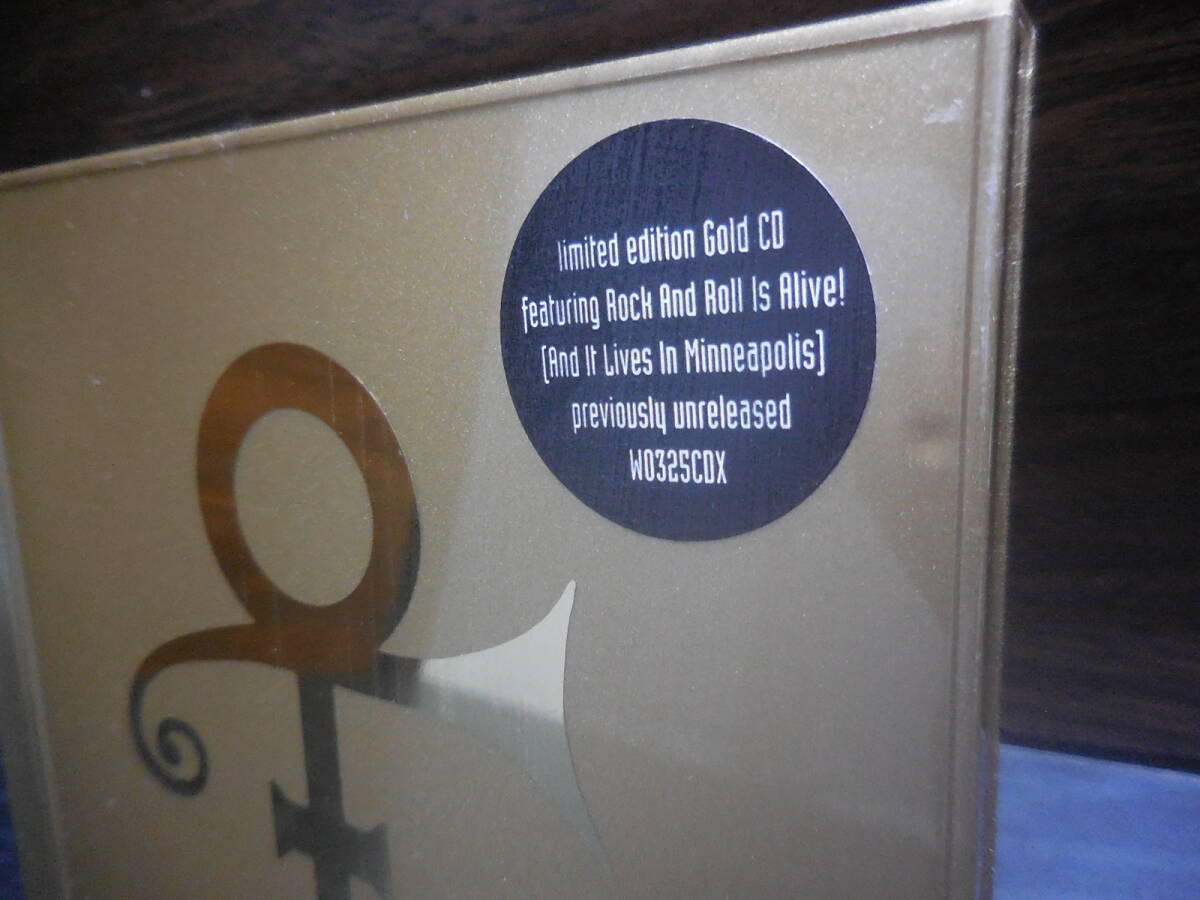 limited edition Gold CD
featuring Rock And Roll Is Alive!
(And It Lives In Minneapolis)
previously unreleased
W0325CDX